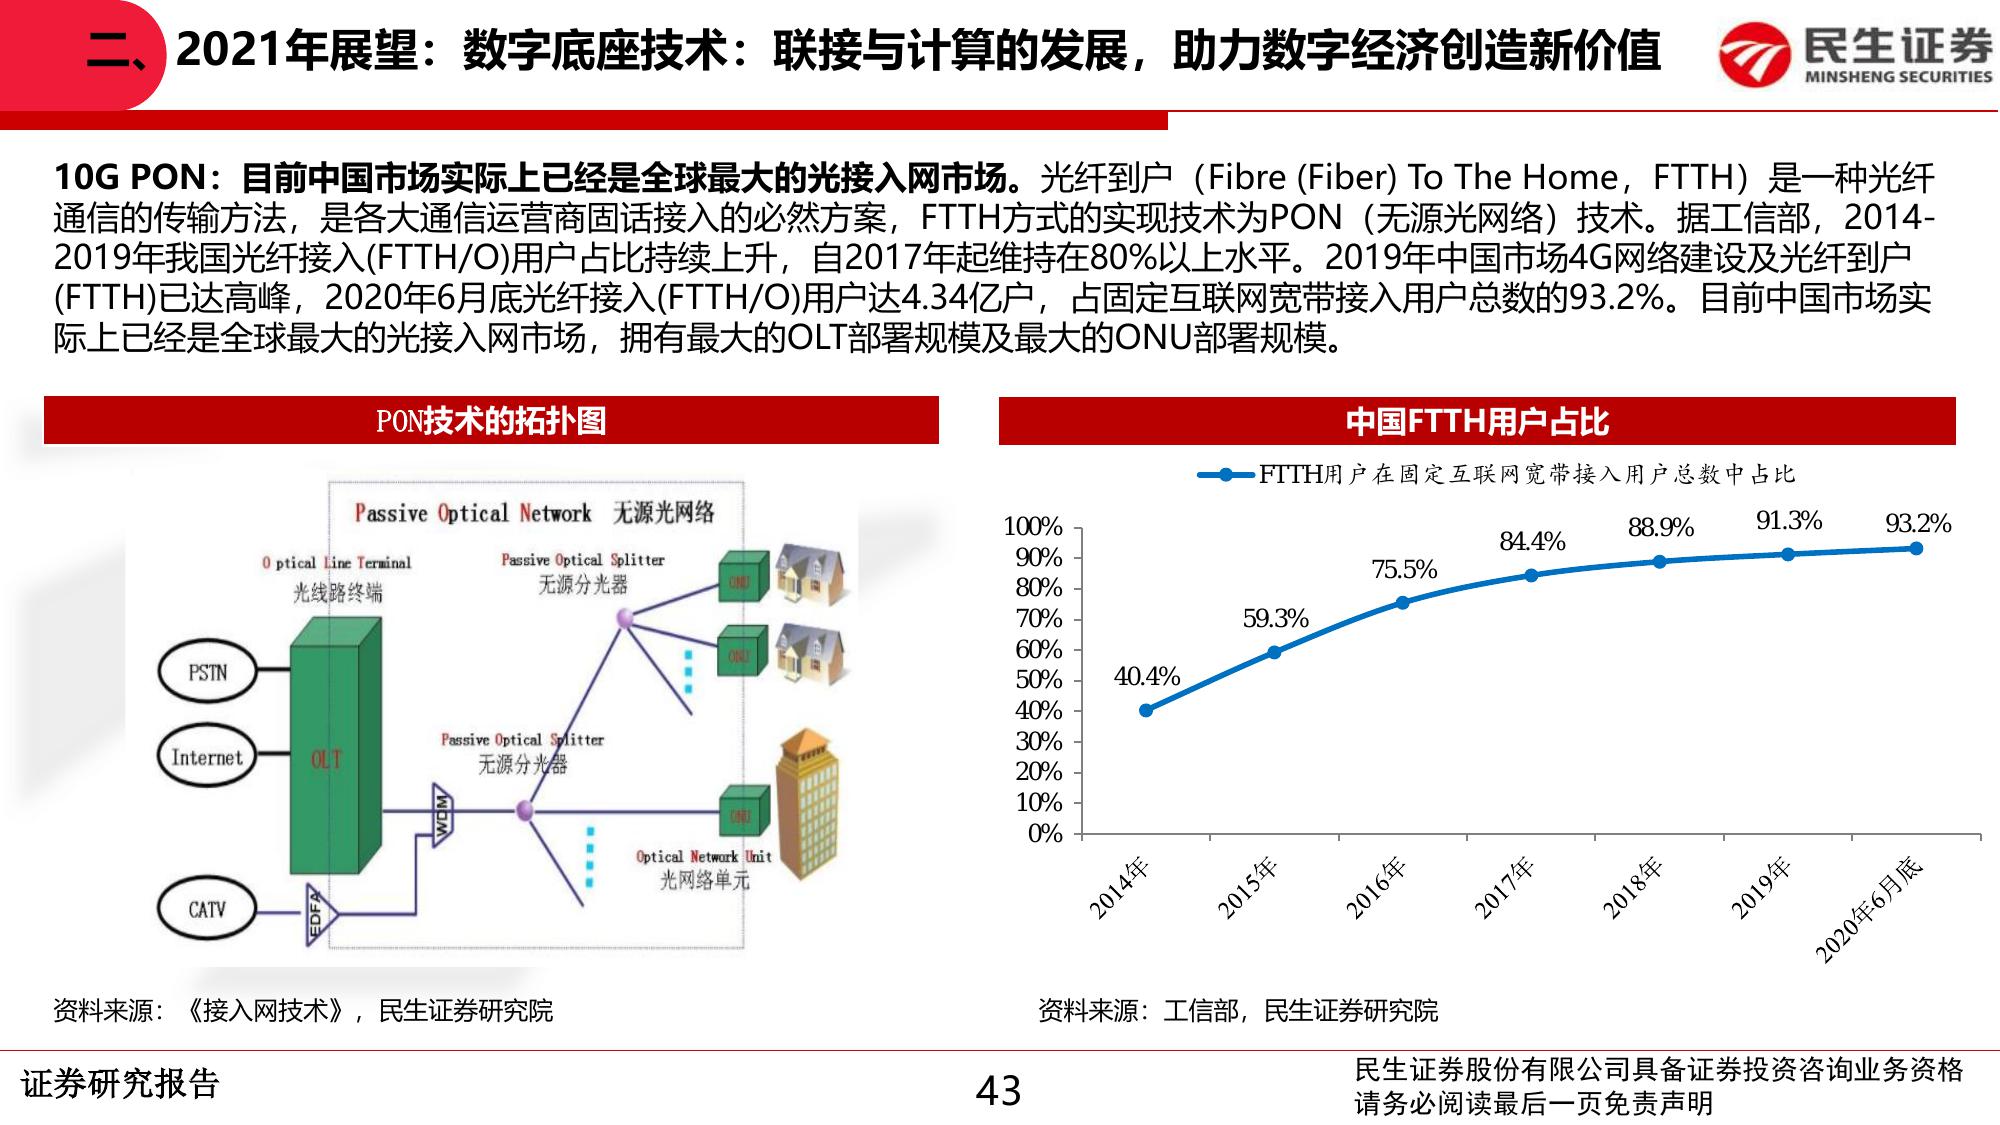 二、2021年展望：数字底座技术：联接与计算的发展，助力数字经济创造新价值
民生证券
MINSHENG SECURITIES
10G PON：目前中国市场实际上已经是全球最大的光接入网市场。光纤到户（Fibre (Fiber) To The Home，FTTH）是一种光纤
通信的传输方法，是各大通信运营商固话接入的必然方案，FTTH方式的实现技术为PON（无源光网络）技术。据工信部，2014-
2019年我国光纤接入(FTTH/O)用户占比持续上升，自2017年起维持在80%以上水平。2019年中国市场4G网络建设及光纤到户
(FTTH)已达高峰，2020年6月底光纤接入(FTTH/O)用户达4.34亿户，占固定互联网宽带接入用户总数的93.2%。目前中国市场实
际上已经是全球最大的光接入网市场，拥有最大的OLT部署规模及最大的ONU部署规模。
PON技术的拓扑图
Passive Optical Network 无源光网络
O ptical Line Terminal
光线路终端
Passive Optical Splitter
无源分光器
ONU
ONU
PSTN
Internet
OLT
Passive Optical Splitter
无源分光器
WDM
ONU
Optical Network Unit
光网络单元
CATV
EDFA
资料来源：《接入网技术》，民生证券研究院
中国FTTH用户占比
FTTH用户在固定互联网宽带接入用户总数中占比
100%
90%
80%
70%
60%
50%
40%
30%
20%
10%
0%
40.4%
59.3%
75.5%
84.4%
88.9%
91.3%
93.2%
2014年
2015年
2016年
2017年
2018年
2019年
2020年6月底
资料来源：工信部，民生证券研究院
证券研究报告
43
民生证券股份有限公司具备证券投资咨询业务资格
请务必阅读最后一页免责声明